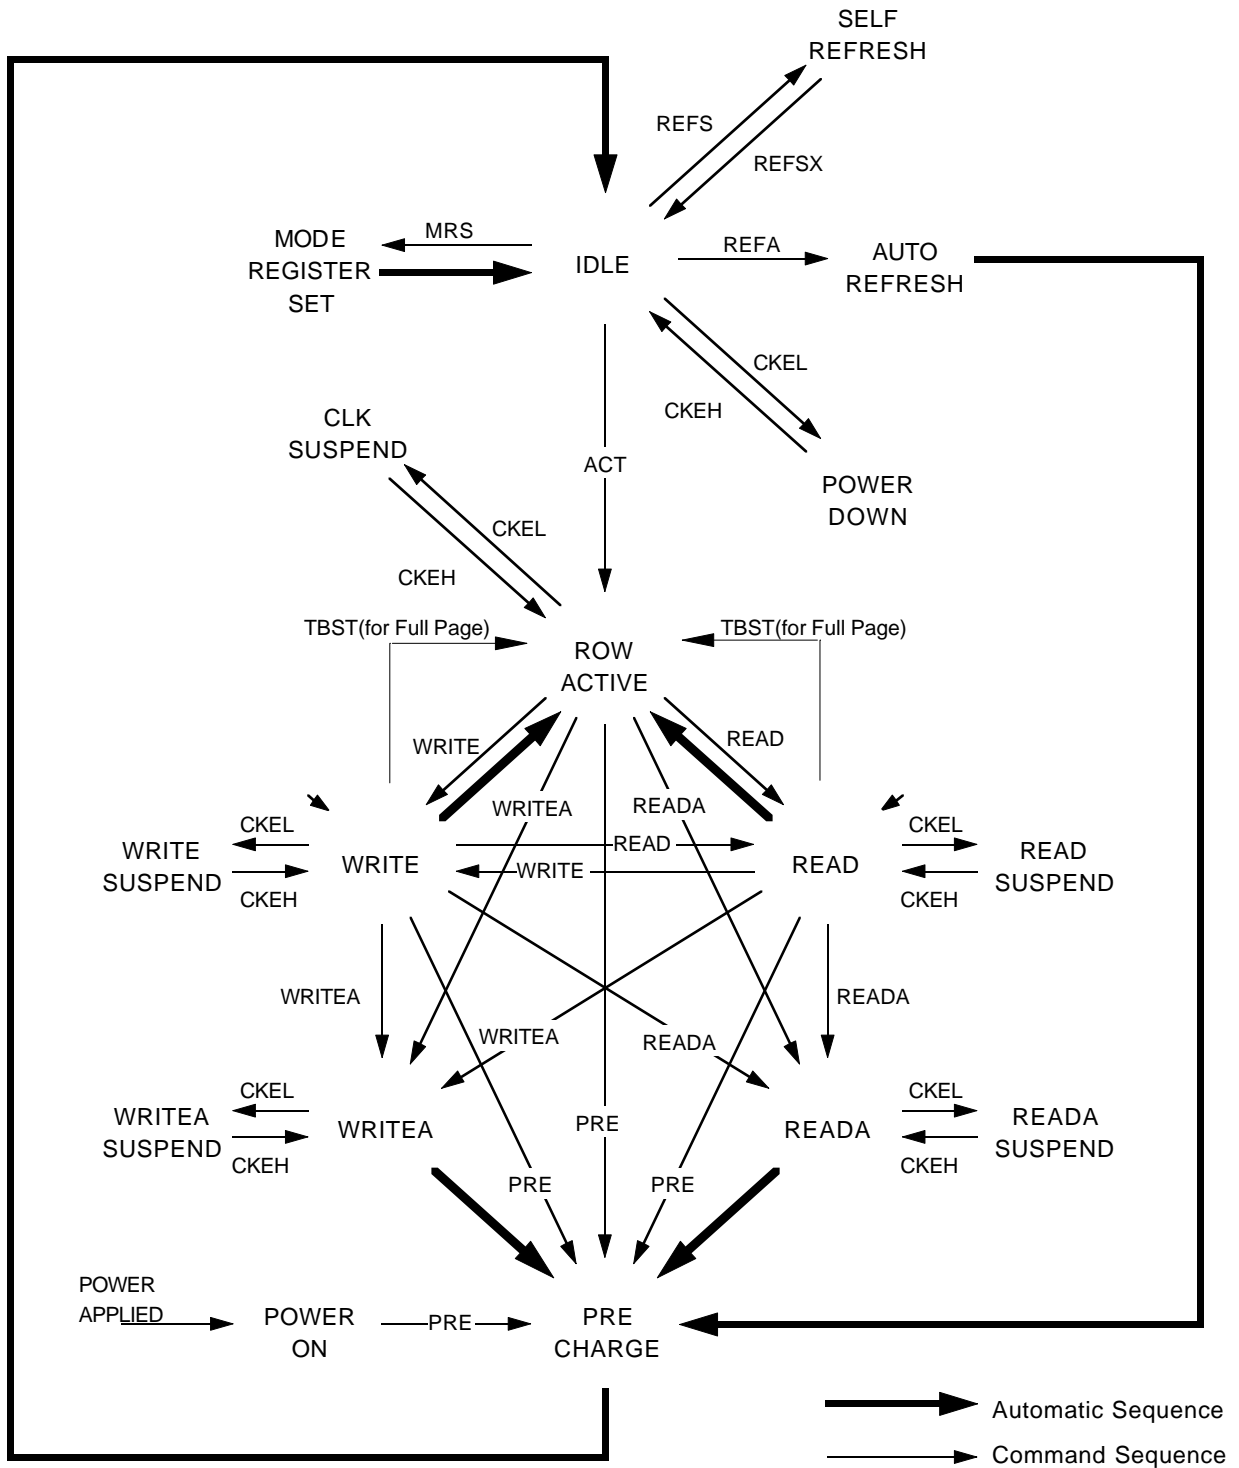 SELF
REFRESH
REFS
REFSX
MRS
MODE
REGISTER
SET
IDLE
REFA
AUTO
REFRESH
CKEL
CKEH
CLK
SUSPEND
ACT
POWER
DOWN
CKEL
CKEH
TBST(for Full Page)
TBST(for Full Page)
ROW
ACTIVE
WRITE
READ
WRITEA
READA
CKEL
WRITE
SUSPEND
CKEH
WRITE
READ
WRITE
READ
CKEL
READ
SUSPEND
CKEH
WRITEA
READA
WRITEA
READA
CKEL
WRITEA
SUSPEND
CKEH
WRITEA
PRE
READA
CKEL
READA
SUSPEND
CKEH
PRE
PRE
POWER
APPLIED
POWER
ON
PRE
PRE
CHARGE
Automatic Sequence
Command Sequence